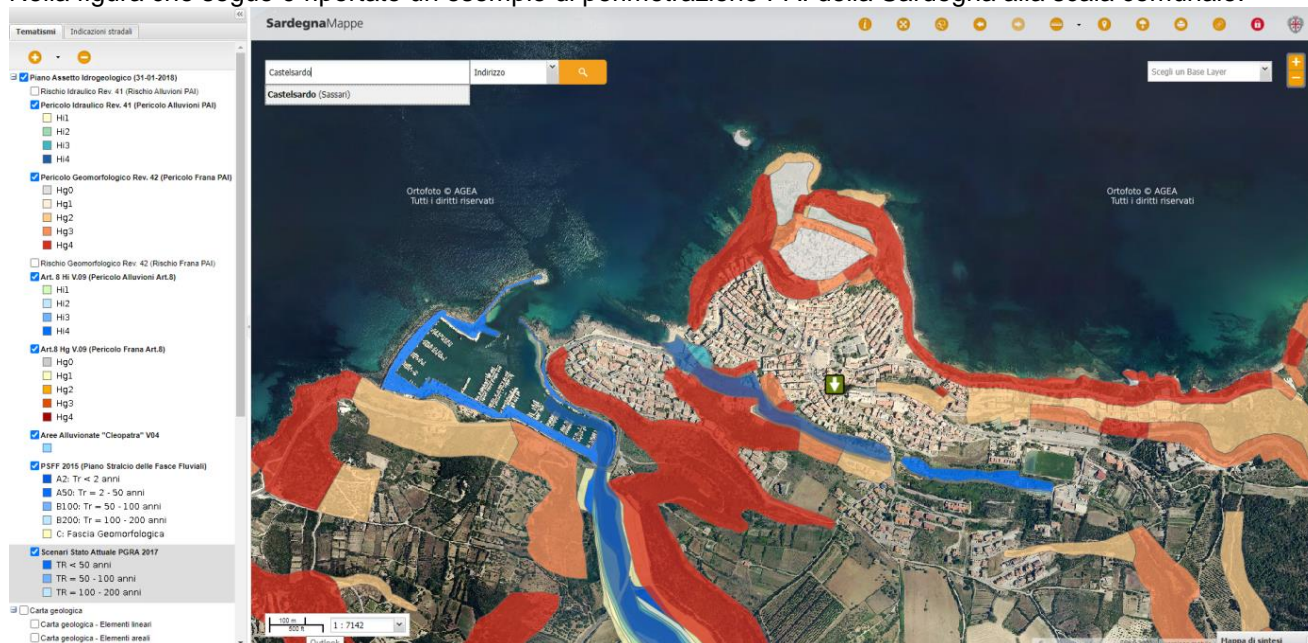 Nella figura che segue è riportato un esempio di perimetrazione PAI della Sardegna alla scala comunale.
SardegnaMappe
Tematismi
Indicazioni stradali
Piano Assetto Idrogeologico (31-01-2018)
Rischio Idraulico Rev. 41 (Rischio Alluvioni PAI)
Pericolo Idraulico Rev. 41 (Pericolo Alluvioni PAI)
Hi1
Hi2
Hi3
Hi4
Pericolo Geomorfologico Rev. 42 (Pericolo Frana PAI)
Hg0
Hg1
Hg2
Hg3
Hg4
Rischio Geomorfologico Rev. 42 (Rischio Frana PAI)
Art. 8 Hi V.09 (Pericolo Alluvioni Art.8)
Hi1
Hi2
Hi3
Hi4
Art.8 Hg V.09 (Pericolo Frana Art.8)
Hg0
Hg1
Hg2
Hg3
Hg4
Aree Alluvionate "Cleopatra" V04
PSFF 2015 (Piano Stralcio delle Fasce Fluviali)
A2: Tr < 2 anni
A50: Tr = 2 - 50 anni
B100: Tr = 50 - 100 anni
B200: Tr = 100 - 200 anni
C: Fascia Geomorfologica
Scenari Stato Attuale PGRA 2017
TR < 50 anni
TR = 50 - 100 anni
TR = 100 - 200 anni
Carta geologica
Carta geologica - Elementi lineari
Carta geologica - Elementi areali
Castelsardo
Indirizzo
Castelsardo (Sassari)
Scegli un Base Layer
Ortofoto © AGEA
Tutti i diritti riservati
Ortofoto © AGEA
Tutti i diritti riservati
100 m
500 ft
1 : 7142
Outlook
Mappa di sintesi